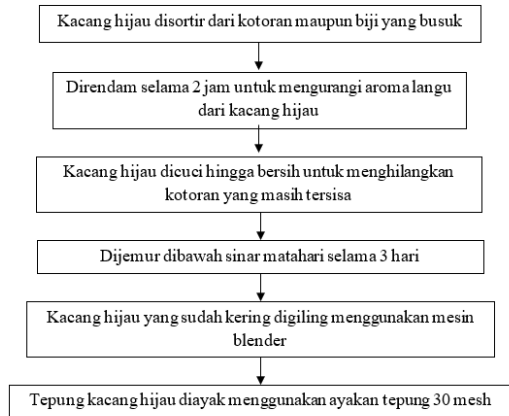 Kacang hijau disortir dari kotoran maupun biji yang busuk
Direndam selama 2 jam untuk mengurangi aroma langu
dari kacang hijau
Kacang hijau dicuci hingga bersih untuk menghilangkan
kotoran yang masih tersisa
Dijemur dibawah sinar matahari selama 3 hari
Kacang hijau yang sudah kering digiling menggunakan mesin
blender
Tepung kacang hijau diayak menggunakan ayakan tepung 30 mesh